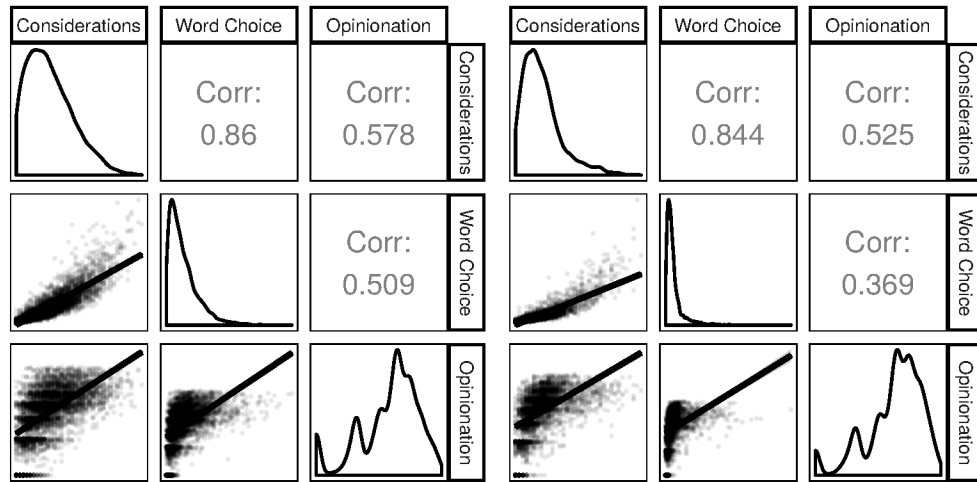 Considerations Word Choice Opinionation Considerations Word Choice Opinionation
Corr: Corr: Considerations Corr: Corr: Considerations
0.86 0.578 0.844 0.525
Corr: Word Choice Corr: Word Choice
0.509 0.369
Opinionation Opinionation